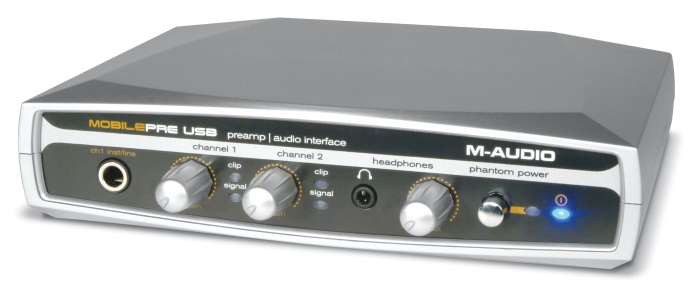 MOBILEPRE USB preamp | audio interface
M-AUDIO
ch1 inst/line
channel 1
clip
signal
channel 2
clip
signal
headphones
phantom power